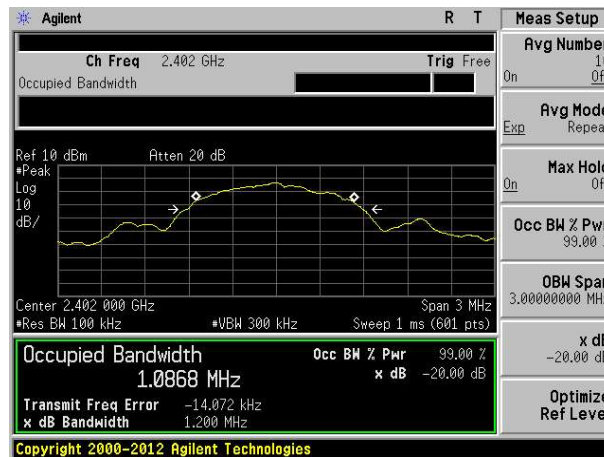 Agilent R T
Ch Freq 2.402 GHz Trig Free
Occupied Bandwidth
Ref 10 dBm Atten 20 dB
#Peak
Log
10
dB/
Center 2.402 000 GHz Span 3 MHz
#Res BW 100 kHz #VBW 300 kHz Sweep 1 ms (601 pts)
Occupied Bandwidth
1.0868 MHz
Occ BW % Pwr 99.00 %
x dB -20.00 dB
Transmit Freq Error -14.072 kHz
x dB Bandwidth 1.200 MHz
Copyright 2000-2012 Agilent Technologies
Meas Setup
Avg Number
1
On Of
Avg Mode
Exp Repea
Max Hold
On Of
Occ BW % Pwr
99.00
OBW Span
3.00000000 MH
x dB
-20.00 dB
Optimize
Ref Level